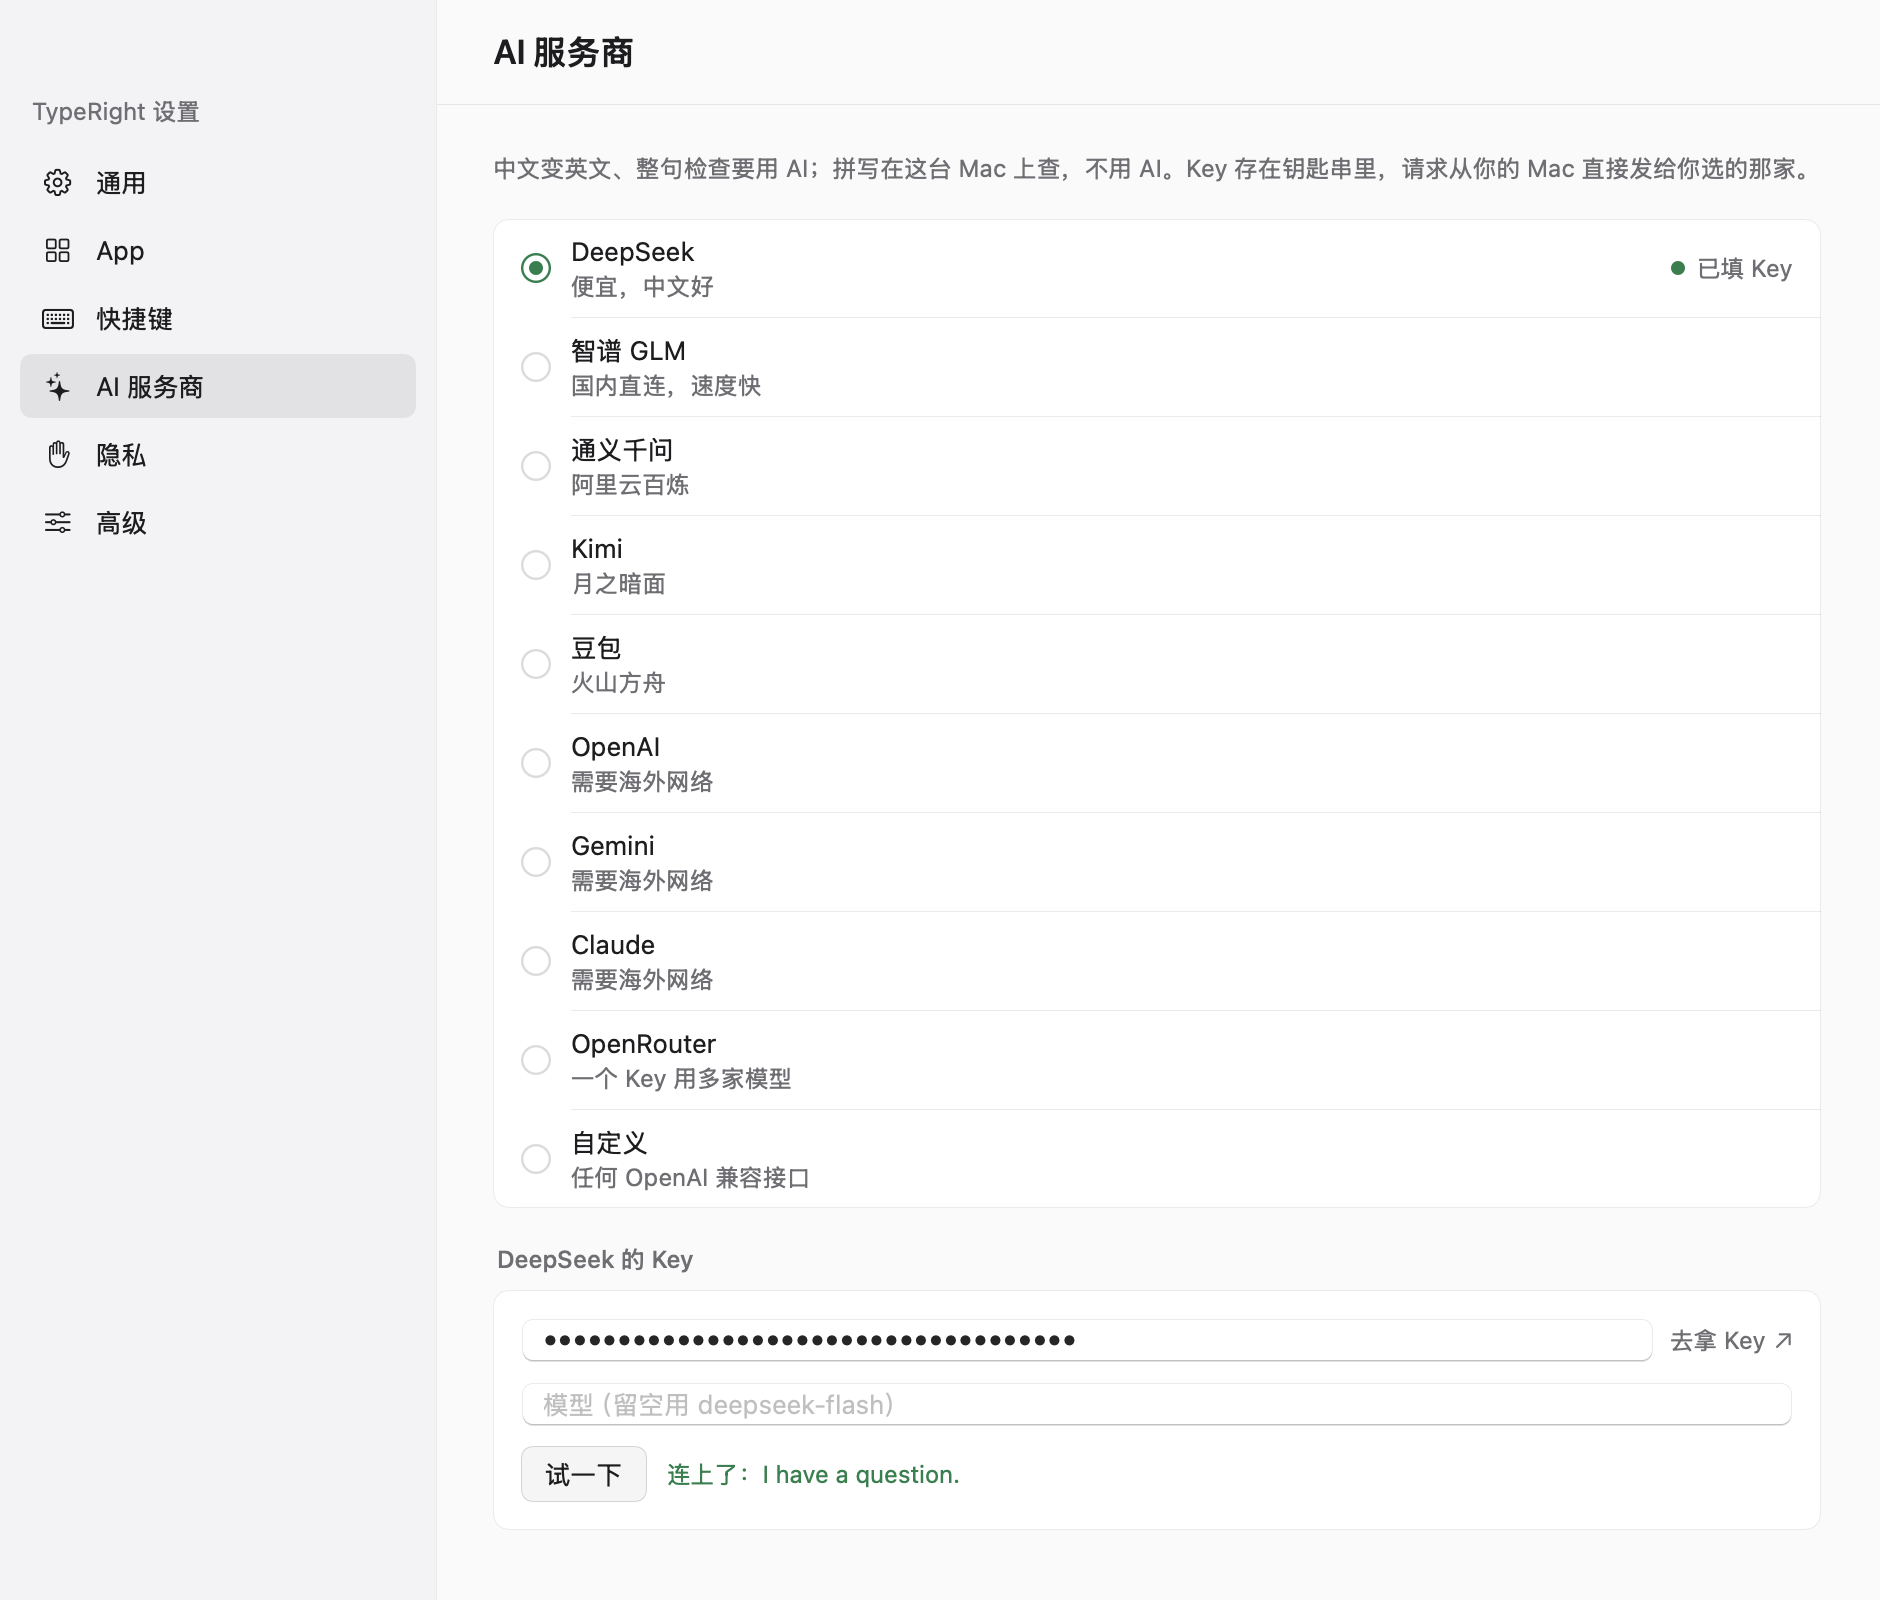 AI 服务商
TypeRight 设置
通用
App
快捷键
AI 服务商
隐私
高级
中文变英文、整句检查要用 AI；拼写在这台 Mac 上查，不用 AI。Key 存在钥匙串里，请求从你的 Mac 直接发给你选的那家。
DeepSeek
便宜，中文好
已填 Key
智谱 GLM
国内直连，速度快
通义千问
阿里云百炼
Kimi
月之暗面
豆包
火山方舟
OpenAI
需要海外网络
Gemini
需要海外网络
Claude
需要海外网络
OpenRouter
一个 Key 用多家模型
自定义
任何 OpenAI 兼容接口
DeepSeek 的 Key
去拿 Key ↗
模型（留空用 deepseek-flash）
试一下
连上了：I have a question.